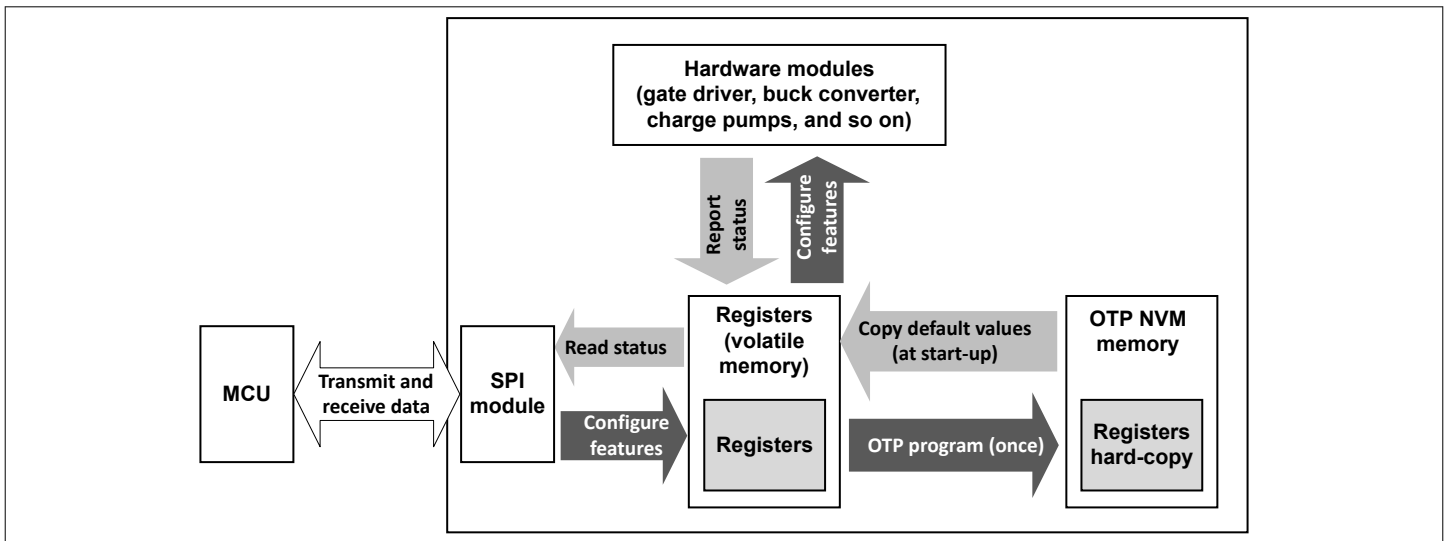 Hardware modules
(gate driver, buck converter,
charge pumps, and so on)
Report
status
Configure
features
MCU
Transmit and
receive data
SPI
module
Read status
Configure
features
Registers
(volatile
memory)
Registers
Copy default values
(at start-up)
OTP program (once)
OTP NVM
memory
Registers
hard-copy